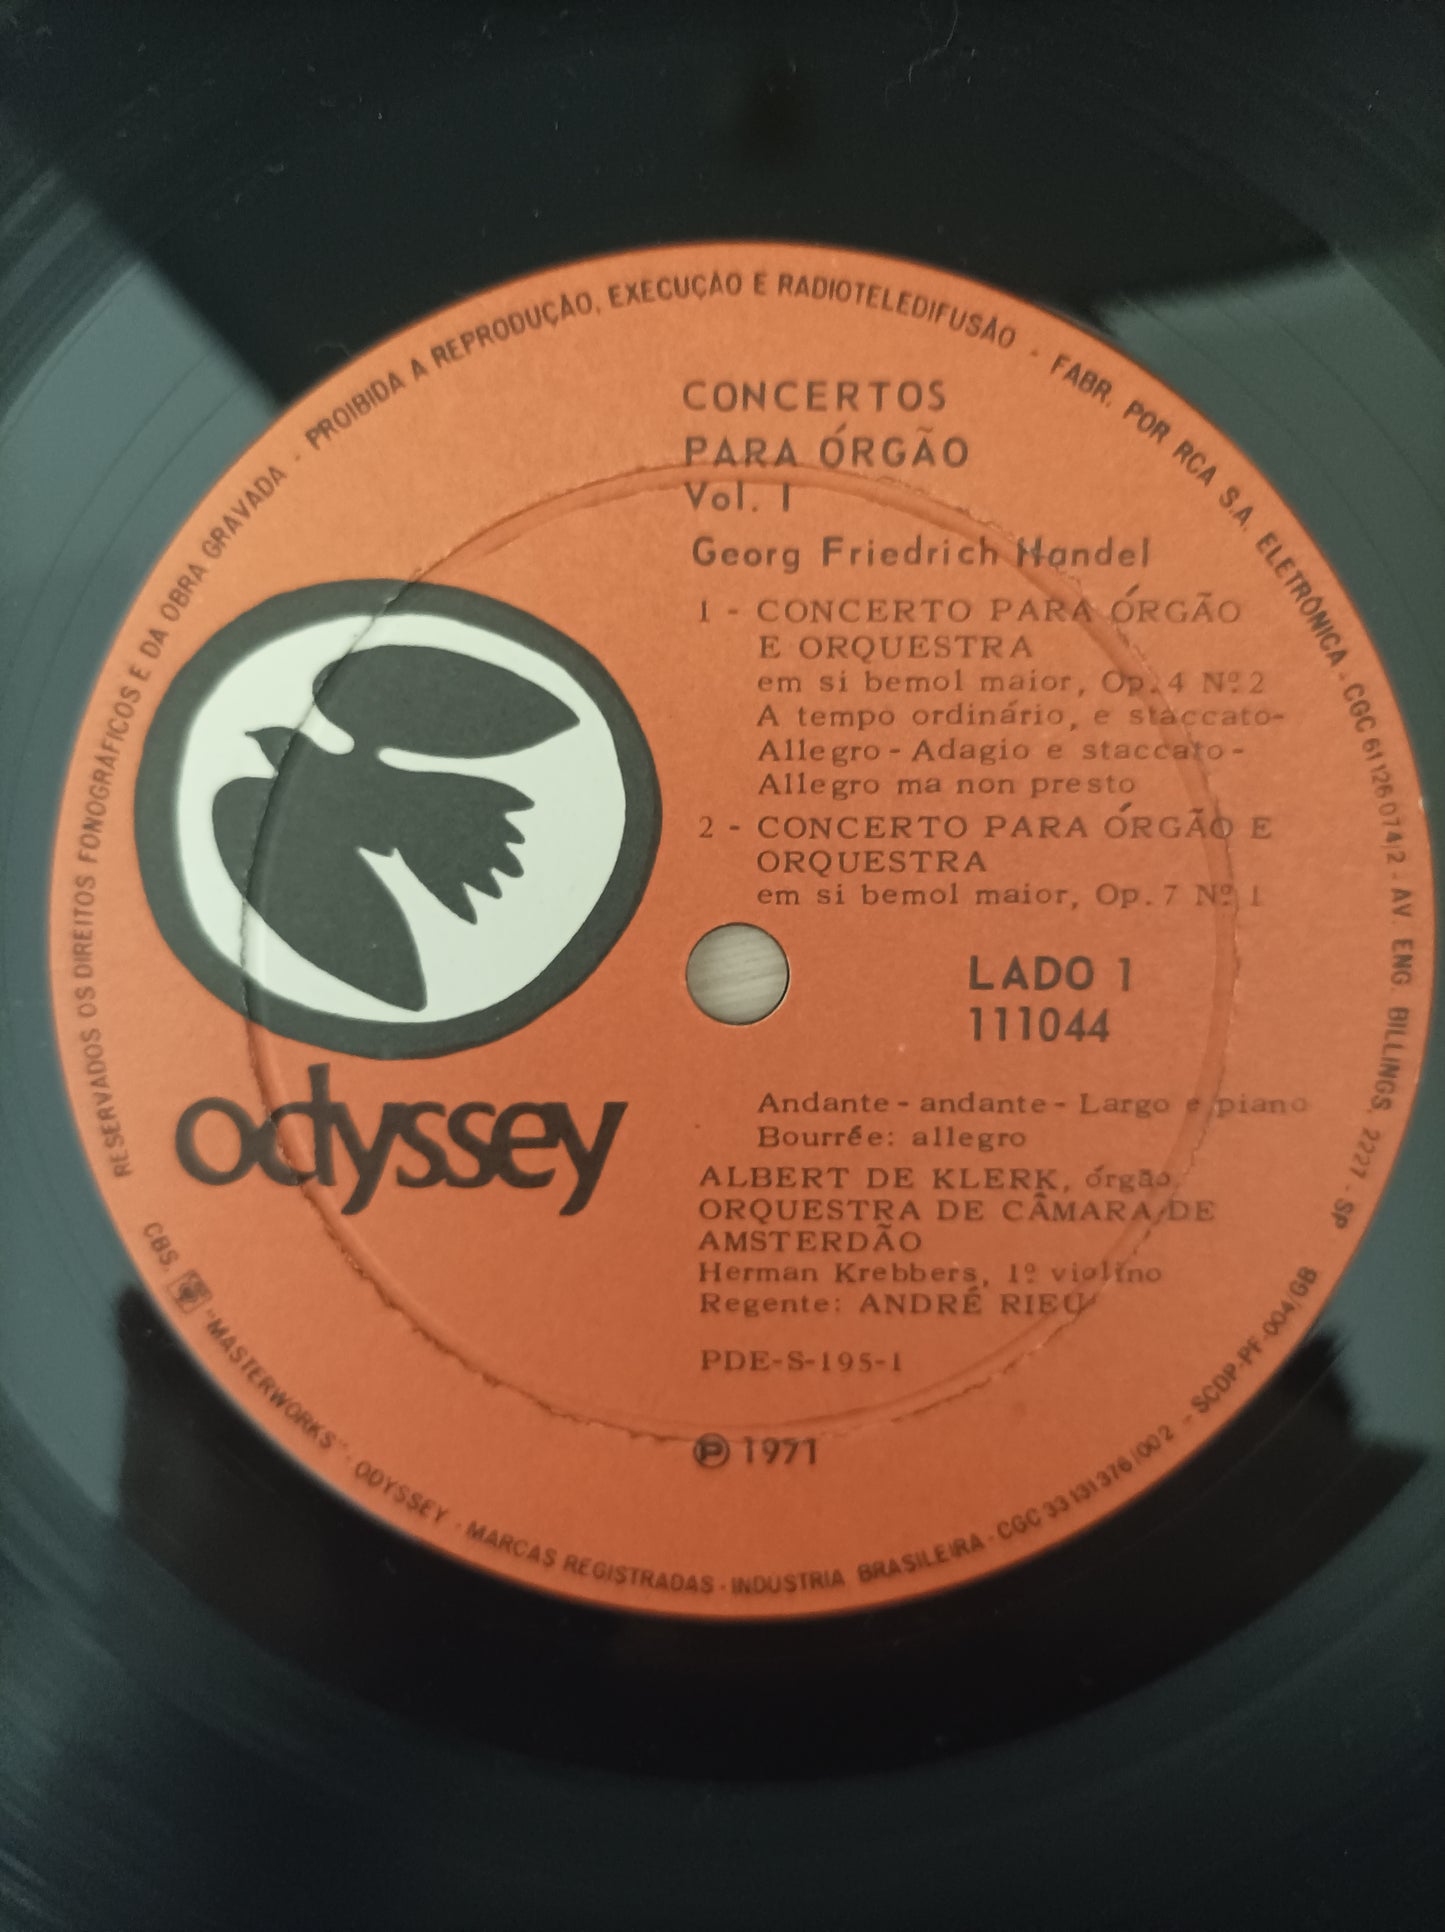 CONCERTOS
PARA ÓRGÃO
Vol. I
Georg Friedrich Handel
1 - CONCERTO PARA ÓRGÃO
E ORQUESTRA
em si bemol maior, Op. 4 Nº 2
A tempo ordinário, e staccato-
Allegro - Adagio e staccato -
Allegro ma non presto
2 - CONCERTO PARA ÓRGÃO E
ORQUESTRA
em si bemol maior, Op. 7 Nº 1
LADO 1
111044
odyssey
Andante - andante - Largo e piano
Bourrée: allegro
ALBERT DE KLERK, órgão
ORQUESTRA DE CÂMARA DE
AMSTERDÃO
Herman Krebbers, 1º violino
Regente: ANDRÉ RIEU
PDE-S-195-1
Ⓟ 1971
RESERVADOS OS DIREITOS FONOGRÁFICOS E DA OBRA GRAVADA - PROIBIDA A REPRODUÇÃO, EXECUÇÃO E RADIOTELEDIFUSÃO - FABR. POR RCA S.A. ELETRÔNICA - CGC 61126074/2 - AV. ENG. BILLINGS, 2227 - SP
CBS, "MASTERWORKS" - ODYSSEY - MARCAS REGISTRADAS - INDÚSTRIA BRASILEIRA - CGC 33131376/002 - SCDP-PF-004/GB